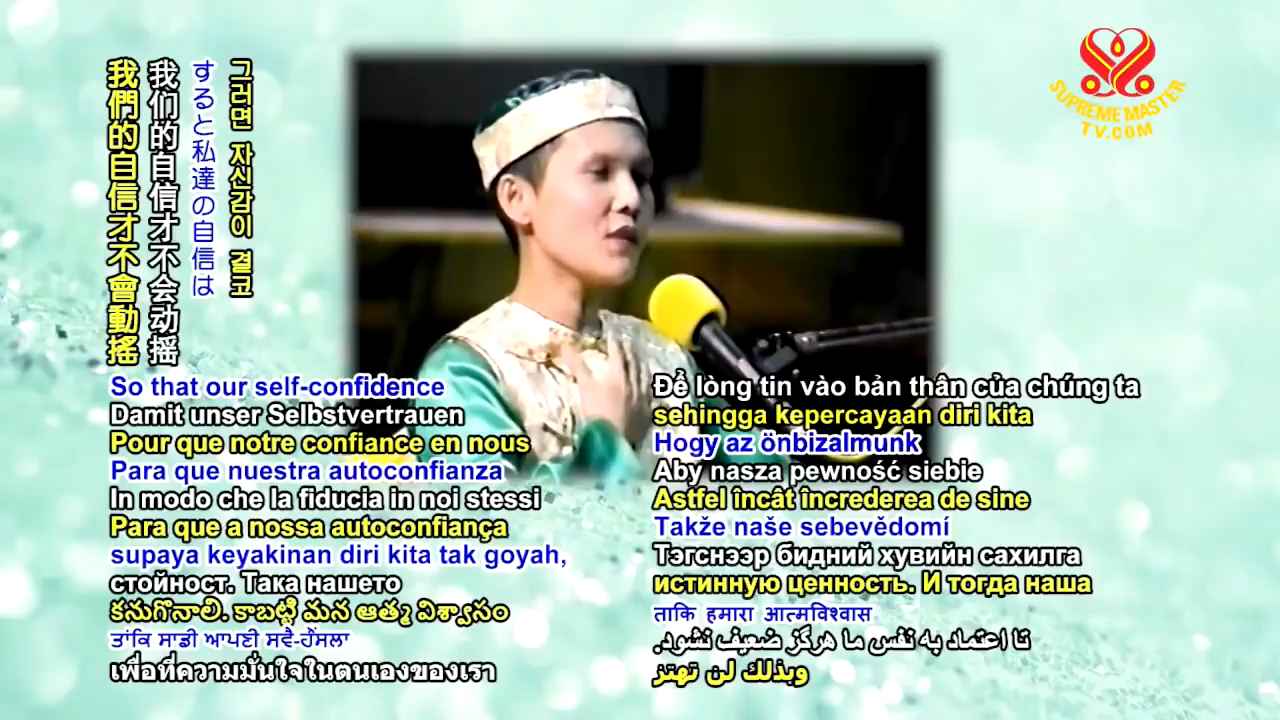 SUPREME MASTER
TV.COM
我們的自信才不會動搖
我们的自信才不会动摇
すると私達の自信は
그러면 자신감이 결코
So that our self-confidence
Damit unser Selbstvertrauen
Pour que notre confiance en nous
Para que nuestra autoconfianza
In modo che la fiducia in noi stessi
Para que a nossa autoconfiança
supaya keyakinan diri kita tak goyah,
стойност. Така нашето
కనుగొనాలి. కాబట్టి మన ఆత్మ విశ్వాసం
ਤਾਂਕਿ ਸਾਡੀ ਆਪਣੀ ਸਵੈ-ਹੌਂਸਲਾ
เพื่อที่ความมั่นใจในตนเองของเรา
Để lòng tin vào bản thân của chúng ta
sehingga kepercayaan diri kita
Hogy az önbizalmunk
Aby nasza pewność siebie
Astfel încât încrederea de sine
Takže naše sebevědomí
Тэгснээр бидний хувийн сахилга
истинную ценность. И тогда наша
ताकि हमारा आत्मविश्वास
تا اعتماد به نفس ما هرگز ضعیف نشود.
وبذلك لن تهتز